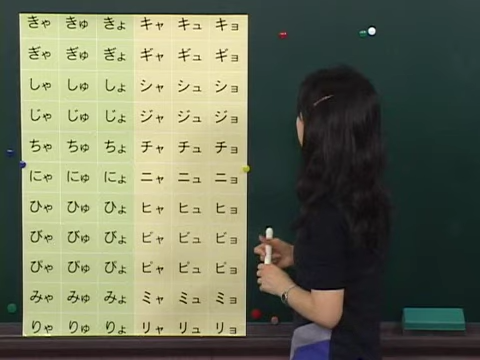 きゃ きゅ きょ キャ キュ キョ
ぎゃ ぎゅ ぎょ ギャ ギュ ギョ
しゃ しゅ しょ シャ シュ ショ
じゃ じゅ じょ ジャ ジュ ジョ
ちゃ ちゅ ちょ チャ チュ チョ
にゃ にゅ にょ ニャ ニュ ニョ
ひゃ ひゅ ひょ ヒャ ヒュ ヒョ
びゃ びゅ びょ ビャ ビュ ビョ
ぴゃ ぴゅ ぴょ ピャ ピュ ピョ
みゃ みゅ みょ ミャ ミュ ミョ
りゃ りゅ りょ リャ リュ リョ